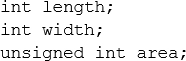 int length;
int width;
unsigned int area;